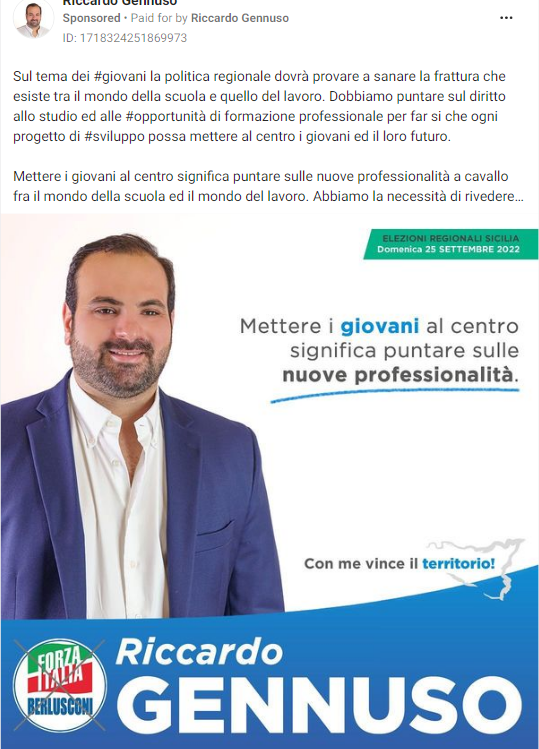 Riccardo Gennuso
Sponsored • Paid for by Riccardo Gennuso
ID: 1718324251869973
Sul tema dei #giovani la politica regionale dovrà provare a sanare la frattura che
esiste tra il mondo della scuola e quello del lavoro. Dobbiamo puntare sul diritto
allo studio ed alle #opportunità di formazione professionale per far si che ogni
progetto di #sviluppo possa mettere al centro i giovani ed il loro futuro.
Mettere i giovani al centro significa puntare sulle nuove professionalità a cavallo
fra il mondo della scuola ed il mondo del lavoro. Abbiamo la necessità di rivedere…
ELEZIONI REGIONALI SICILIA
Domenica 25 SETTEMBRE 2022
Mettere i giovani al centro
significa puntare sulle
nuove professionalità.
Con me vince il territorio!
FORZA
ITALIA
BERLUSCONI
Riccardo
GENNUSO